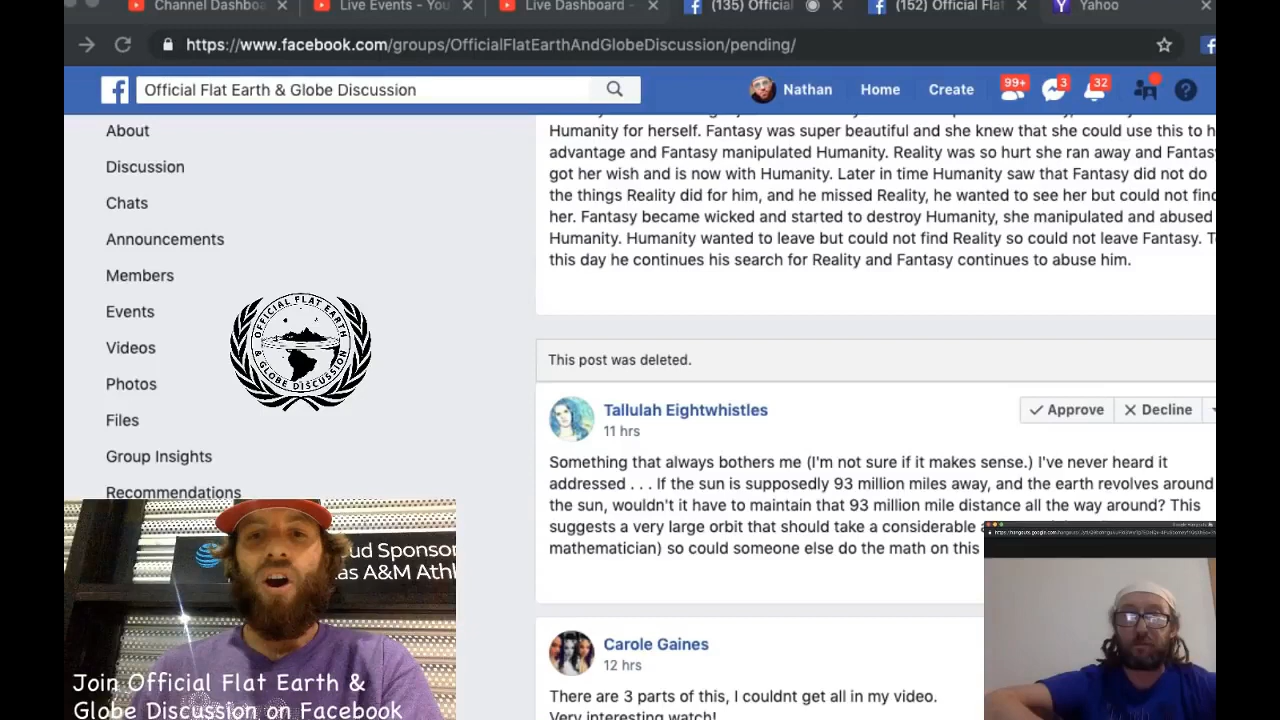 Channel Dashboa
Live Events - You
Live Dashboard -
(135) Official
(152) Official Flat
Yahoo
https://www.facebook.com/groups/OfficialFlatEarthAndGlobeDiscussion/pending/
Official Flat Earth & Globe Discussion
Nathan
Home
Create
99+
3
32
About
Discussion
Chats
Announcements
Members
Events
Videos
Photos
Files
Group Insights
Recommendations
OFFICIAL FLAT EARTH
& GLOBE DISCUSSION
Humanity for herself. Fantasy was super beautiful and she knew that she could use this to h
advantage and Fantasy manipulated Humanity. Reality was so hurt she ran away and Fantasy
got her wish and is now with Humanity. Later in time Humanity saw that Fantasy did not do
the things Reality did for him, and he missed Reality, he wanted to see her but could not find
her. Fantasy became wicked and started to destroy Humanity, she manipulated and abused
Humanity. Humanity wanted to leave but could not find Reality so could not leave Fantasy. T
this day he continues his search for Reality and Fantasy continues to abuse him.
This post was deleted.
Tallulah Eightwhistles
11 hrs
Approve
Decline
Something that always bothers me (I'm not sure if it makes sense.) I've never heard it
addressed . . . If the sun is supposedly 93 million miles away, and the earth revolves around
the sun, wouldn't it have to maintain that 93 million mile distance all the way around? This
suggests a very large orbit that should take a considerable
mathematician) so could someone else do the math on this
Carole Gaines
12 hrs
There are 3 parts of this, I couldnt get all in my video.
Very interesting watch!
AT&T
ud Sponsor
as A&M Athl
Join Official Flat Earth &
Globe Discussion on Facebook